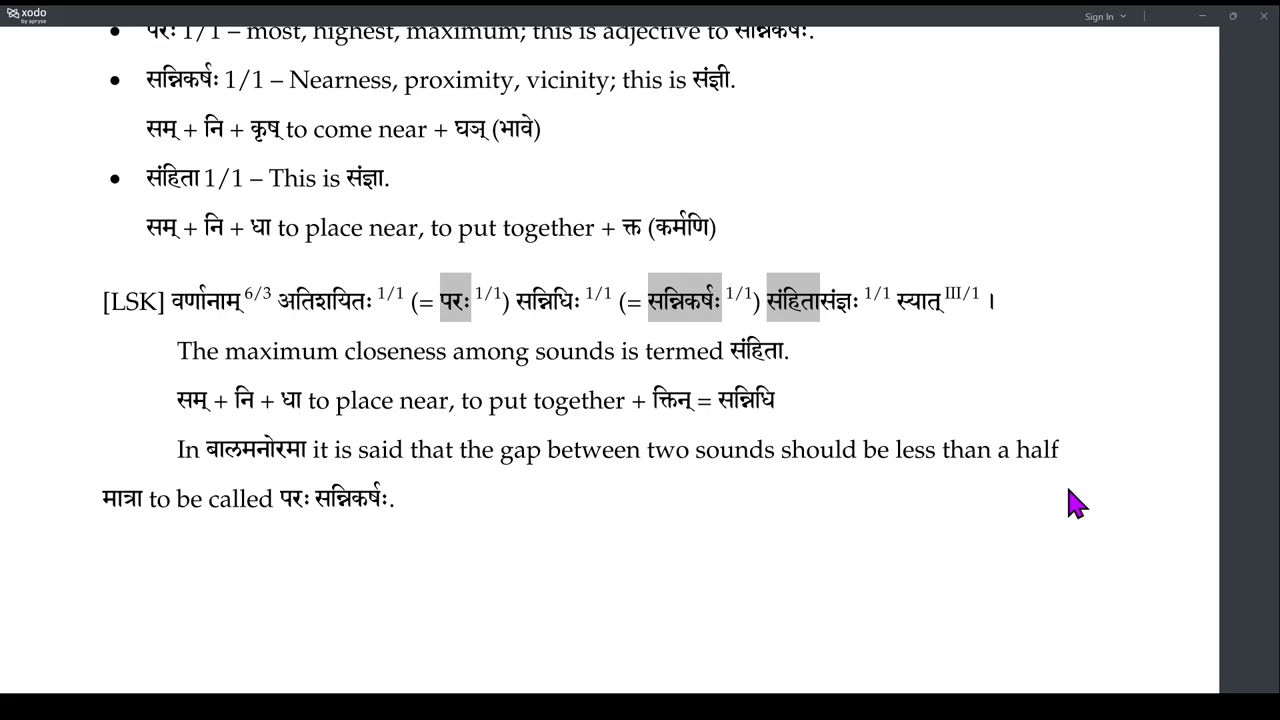 xodo
by apryse
Sign In
• परः 1/1 – most, highest, maximum; this is adjective to सन्निकर्षः.
• सन्निकर्षः 1/1 – Nearness, proximity, vicinity; this is संज्ञी.
सम् + नि + कृष् to come near + घञ् (भावे)
• संहिता 1/1 – This is संज्ञा.
सम् + नि + धा to place near, to put together + क्त (कर्मणि)
[LSK] वर्णानाम् 6/3 अतिशयितः 1/1 (= परः 1/1) सन्निधिः 1/1 (= सन्निकर्षः 1/1) संहितासंज्ञः 1/1 स्यात् III/1 ।
The maximum closeness among sounds is termed संहिता.
सम् + नि + धा to place near, to put together + क्तिन् = सन्निधि
In बालमनोरमा it is said that the gap between two sounds should be less than a half
मात्रा to be called परः सन्निकर्षः.